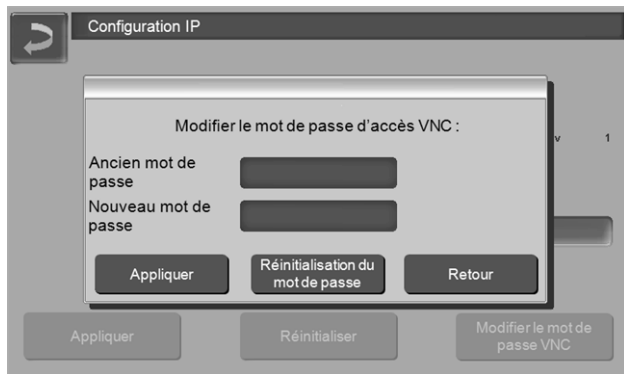 Configuration IP
Modifier le mot de passe d'accès VNC :
v 1
Ancien mot de
passe
Nouveau mot de
passe
Appliquer
Réinitialisation du
mot de passe
Retour
Appliquer
Réinitialiser
Modifier le mot de
passe VNC